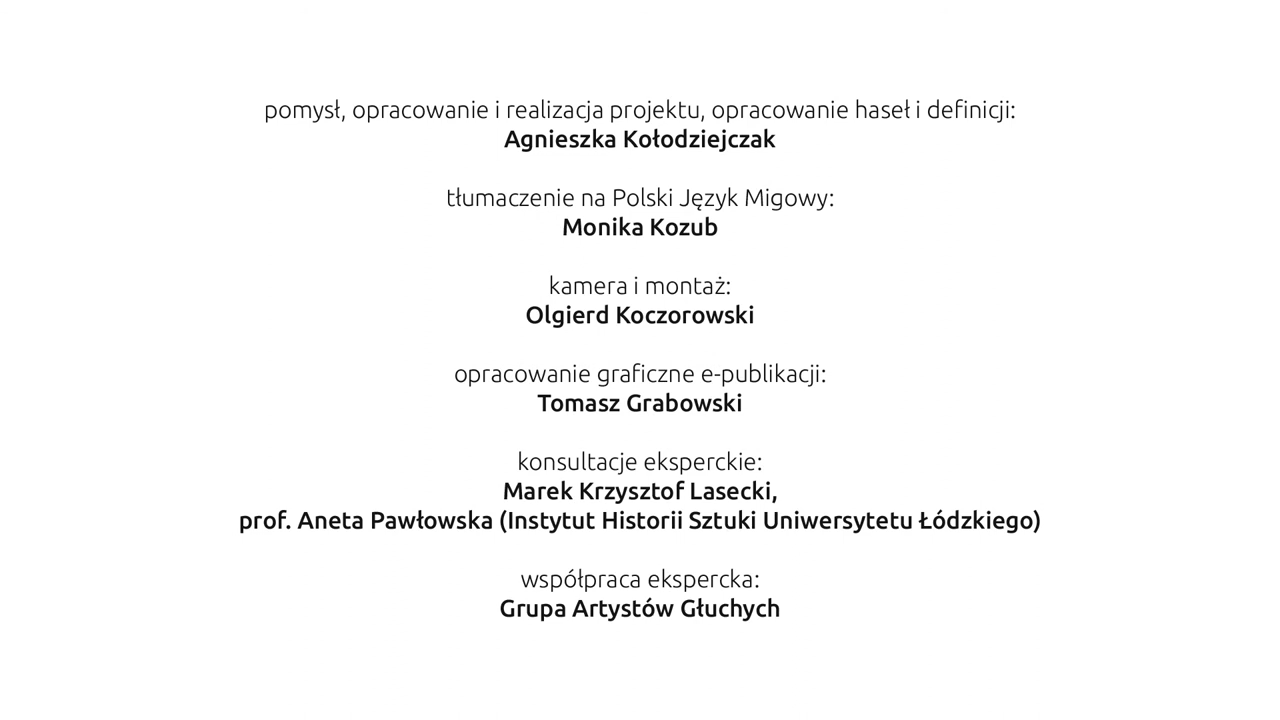 pomysł, opracowanie i realizacja projektu, opracowanie haseł i definicji:
Agnieszka Kołodziejczak
tłumaczenie na Polski Język Migowy:
Monika Kozub
kamera i montaż:
Olgierd Koczorowski
opracowanie graficzne e-publikacji:
Tomasz Grabowski
konsultacje eksperckie:
Marek Krzysztof Lasecki,
prof. Aneta Pawłowska (Instytut Historii Sztuki Uniwersytetu Łódzkiego)
współpraca ekspercka:
Grupa Artystów Głuchych